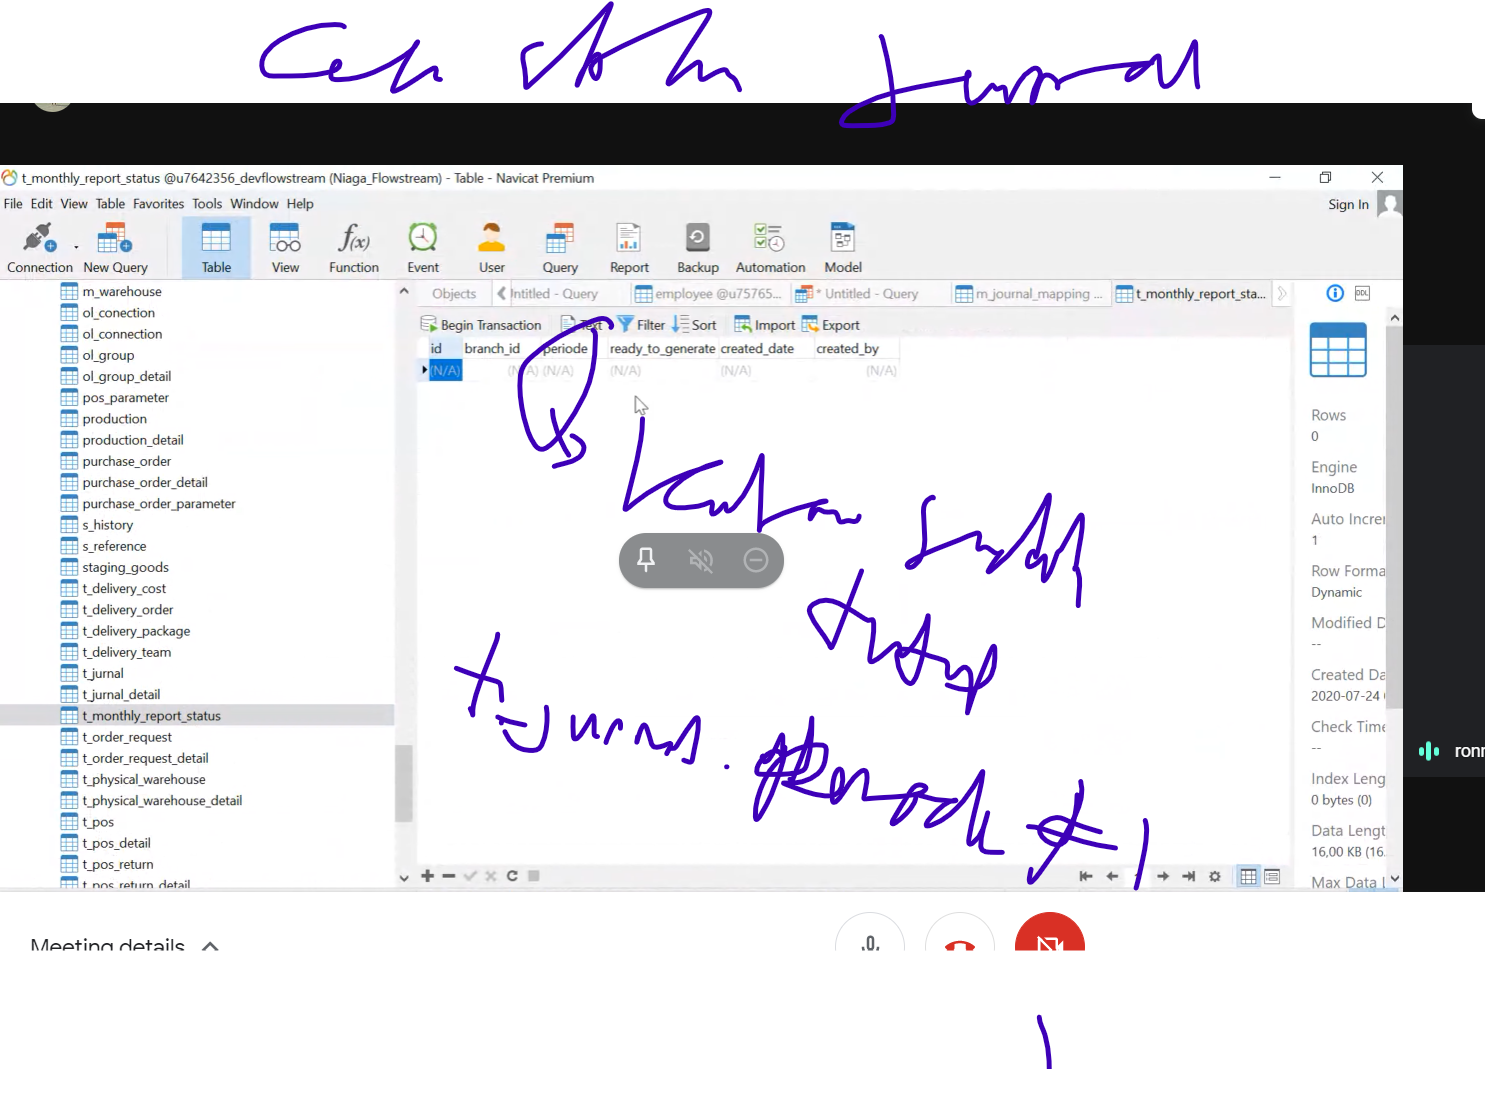 Cek jurnal
t_monthly_report_status @u7642356_devflowstream (Niaga_Flowstream) - Table - Navicat Premium
File Edit View Table Favorites Tools Window Help
Sign In
Connection New Query Table View Function Event User Query Report Backup Automation Model
Objects ntitled - Query employee @u75765... * Untitled - Query m_journal_mapping ... t_monthly_report_sta...
Begin Transaction Text Filter Sort Import Export
id branch_id periode ready_to_generate created_date created_by
(N/A) (N/A) (N/A) (N/A) (N/A) (N/A)
m_warehouse
ol_conection
ol_connection
ol_group
ol_group_detail
pos_parameter
production
production_detail
purchase_order
purchase_order_detail
purchase_order_parameter
s_history
s_reference
staging_goods
t_delivery_cost
t_delivery_order
t_delivery_package
t_delivery_team
t_jurnal
t_jurnal_detail
t_monthly_report_status
t_order_request
t_order_request_detail
t_physical_warehouse
t_physical_warehouse_detail
t_pos
t_pos_detail
t_pos_return
t_pos_return_detail
Rows
0
Engine
InnoDB
Auto Increr
1
Row Forma
Dynamic
Modified D
--
Created Da
2020-07-24
Check Time
--
Index Leng
0 bytes (0)
Data Lengt
16,00 KB (16.
Max Data L
sudah
tutup
t_jurnal. periode ≠ 1
ronr
Meeting details